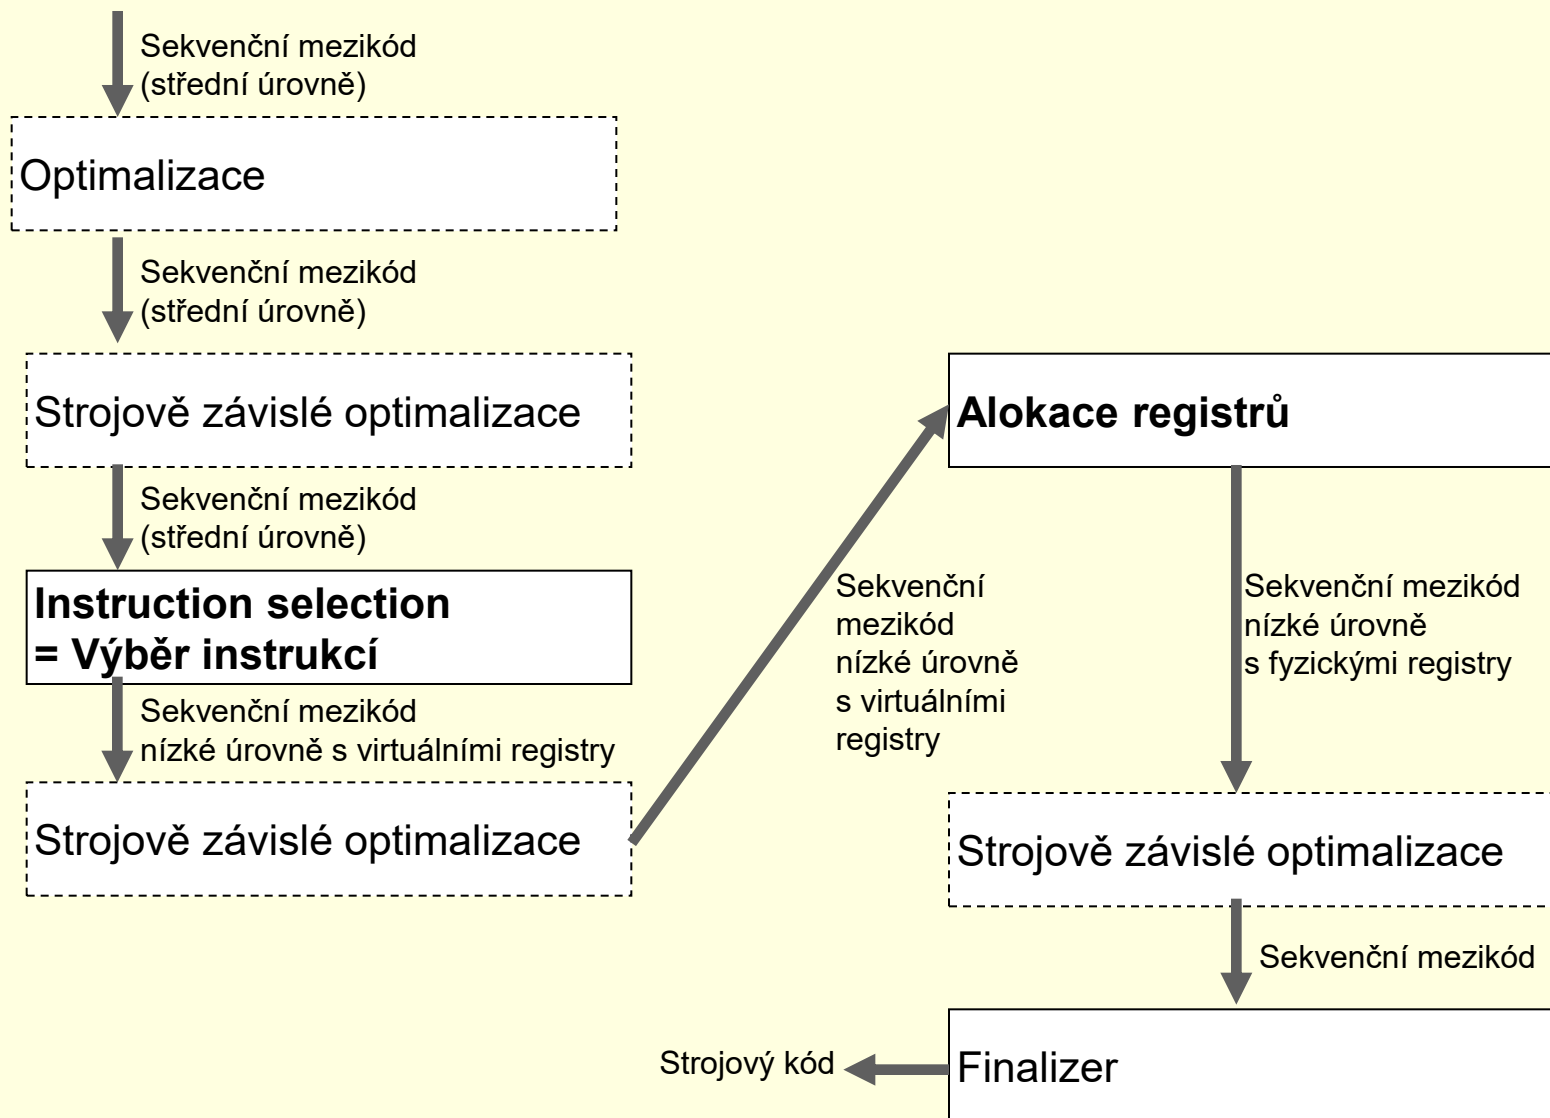 Sekvenční mezikód
(střední úrovně)
Optimalizace
Sekvenční mezikód
(střední úrovně)
Strojově závislé optimalizace
Sekvenční mezikód
(střední úrovně)
Instruction selection
= Výběr instrukcí
Sekvenční mezikód
nízké úrovně s virtuálními registry
Strojově závislé optimalizace
Sekvenční
mezikód
nízké úrovně
s virtuálními
registry
Alokace registrů
Sekvenční mezikód
nízké úrovně
s fyzickými registry
Strojově závislé optimalizace
Sekvenční mezikód
Finalizer
Strojový kód